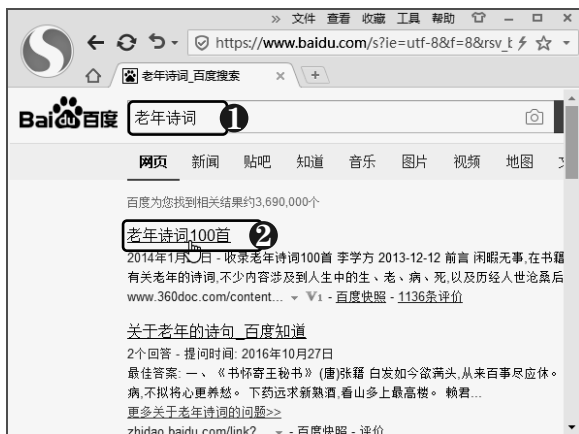 » 文件 查看 收藏 工具 帮助
https://www.baidu.com/s?ie=utf-8&f=8&rsv_t
老年诗词_百度搜索
Bai百度 老年诗词 1
网页 新闻 贴吧 知道 音乐 图片 视频 地图
百度为您找到相关结果约3,690,000个
老年诗词100首 2
2014年1月 日 - 收录老年诗词100首 李学方 2013-12-12 前言 闲暇无事,在书籍
有关老年的诗词,不少内容涉及到人生中的生、老、病、死,以及历经人世沧桑后
www.360doc.com/content... - V1 - 百度快照 - 1136条评价
关于老年的诗句_百度知道
2个回答 - 提问时间: 2016年10月27日
最佳答案: 一、《书怀寄王秘书》 (唐)张籍 白发如今欲满头,从来百事尽应休。
病,不拟将心更养愁。 下药远求新熟酒,看山多上最高楼。 赖君...
更多关于老年诗词的问题>>
zhidao.baidu.com/link?... - 百度快照 - 评价